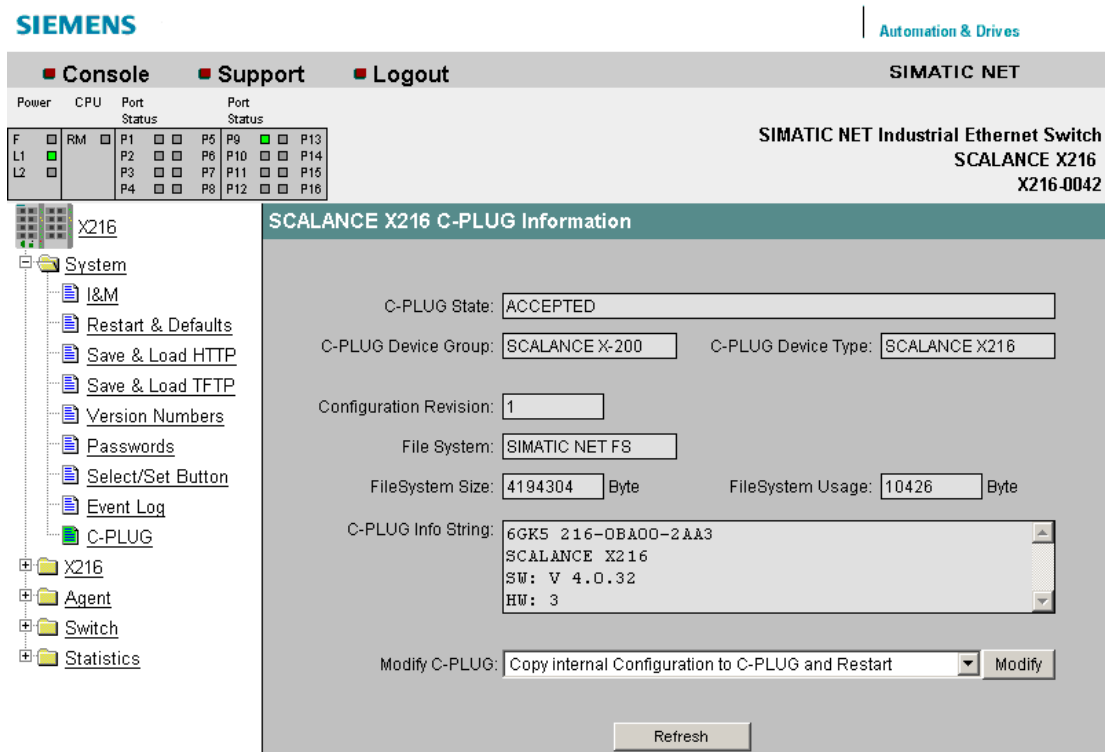 SIEMENS
Automation & Drives
Console Support Logout SIMATIC NET
Power CPU Port Status Port Status
F RM P1 P5 P9 P13
L1 P2 P6 P10 P14
L2 P3 P7 P11 P15
P4 P8 P12 P16
SIMATIC NET Industrial Ethernet Switch
SCALANCE X216
X216-0042
X216
System
I&M
Restart & Defaults
Save & Load HTTP
Save & Load TFTP
Version Numbers
Passwords
Select/Set Button
Event Log
C-PLUG
X216
Agent
Switch
Statistics
SCALANCE X216 C-PLUG Information
C-PLUG State: ACCEPTED
C-PLUG Device Group: SCALANCE X-200 C-PLUG Device Type: SCALANCE X216
Configuration Revision: 1
File System: SIMATIC NET FS
FileSystem Size: 4194304 Byte FileSystem Usage: 10426 Byte
C-PLUG Info String: 6GK5 216-0BA00-2AA3
SCALANCE X216
SW: V 4.0.32
HW: 3
Modify C-PLUG: Copy internal Configuration to C-PLUG and Restart Modify
Refresh